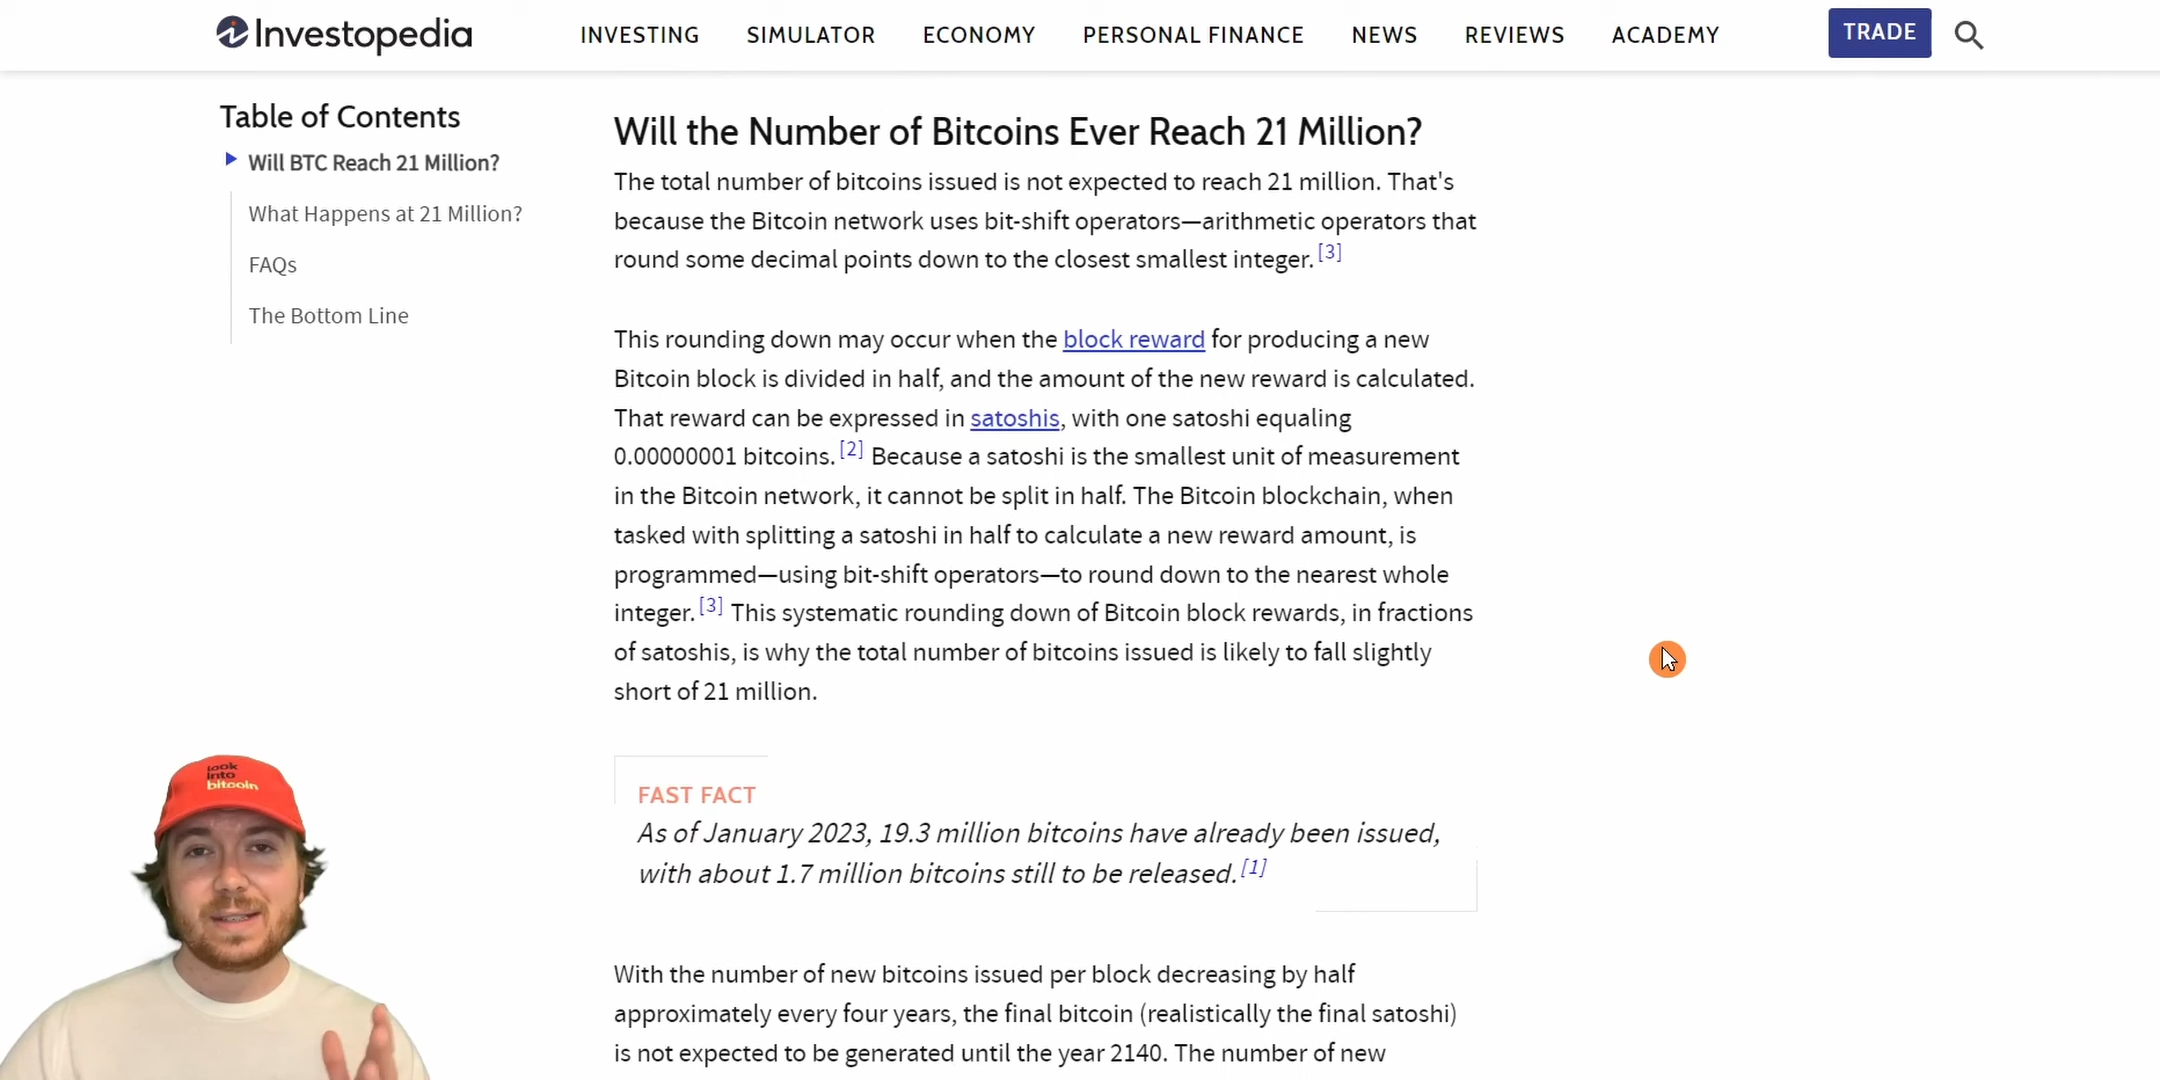 Investopedia
INVESTING SIMULATOR ECONOMY PERSONAL FINANCE NEWS REVIEWS ACADEMY TRADE
Table of Contents
Will BTC Reach 21 Million?
What Happens at 21 Million?
FAQs
The Bottom Line
Will the Number of Bitcoins Ever Reach 21 Million?
The total number of bitcoins issued is not expected to reach 21 million. That's
because the Bitcoin network uses bit-shift operators—arithmetic operators that
round some decimal points down to the closest smallest integer. [3]
This rounding down may occur when the block reward for producing a new
Bitcoin block is divided in half, and the amount of the new reward is calculated.
That reward can be expressed in satoshis, with one satoshi equaling
0.00000001 bitcoins. [2] Because a satoshi is the smallest unit of measurement
in the Bitcoin network, it cannot be split in half. The Bitcoin blockchain, when
tasked with splitting a satoshi in half to calculate a new reward amount, is
programmed—using bit-shift operators—to round down to the nearest whole
integer. [3] This systematic rounding down of Bitcoin block rewards, in fractions
of satoshis, is why the total number of bitcoins issued is likely to fall slightly
short of 21 million.
FAST FACT
As of January 2023, 19.3 million bitcoins have already been issued,
with about 1.7 million bitcoins still to be released. [1]
With the number of new bitcoins issued per block decreasing by half
approximately every four years, the final bitcoin (realistically the final satoshi)
is not expected to be generated until the year 2140. The number of new
look
into
bitcoin